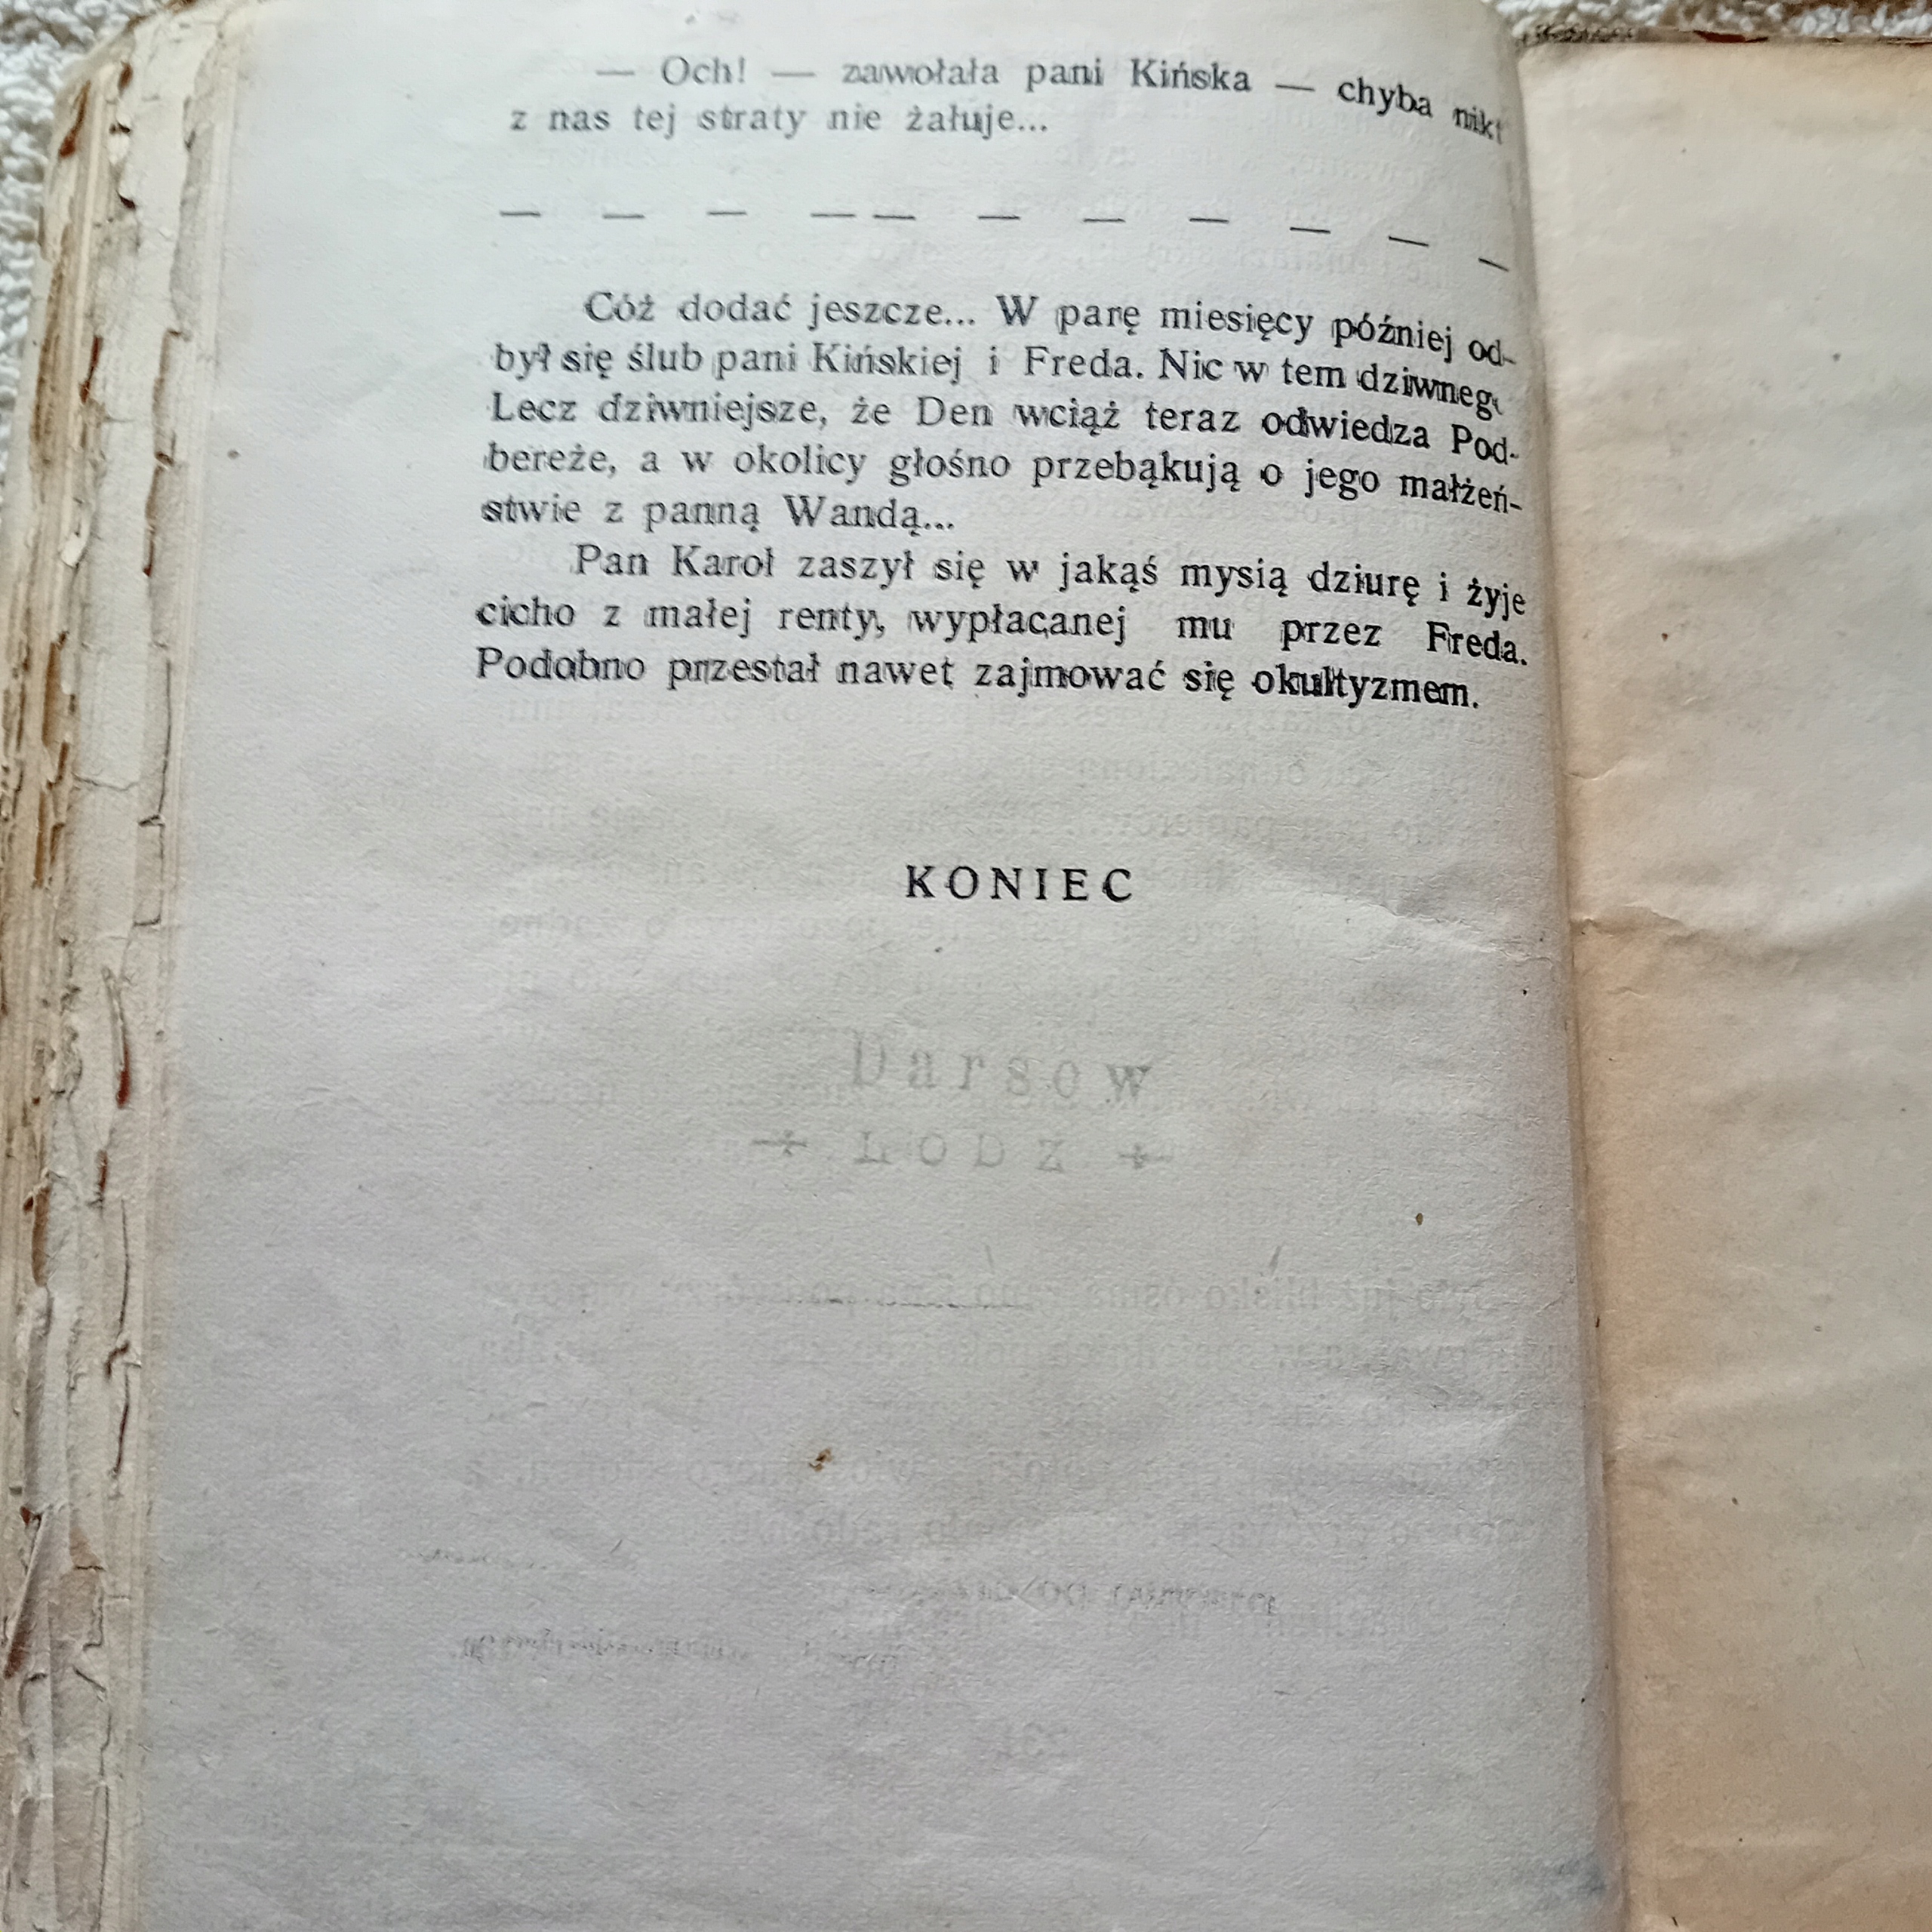 — Och! — zawołała pani Kińska — chyba nikt
z nas tej straty nie żałuje...
— — — — — — — — — — —
Cóż dodać jeszcze... W parę miesięcy później od-
był się ślub pani Kińskiej i Freda. Nic w tem
Lecz dziwniejsze, że Den wciąż teraz odwiedza Pod-
bereże, a w okolicy głośno przebąkują o jego małżeń-
stwie z panną Wandą...
Pan Karol zaszył się w jakąś mysią dziurę i żyje
cicho z małej renty, wypłacanej mu przez Freda.
Podobno przestał nawet zajmować się okultyzmem.
KONIEC
Darsow
ŁODZ